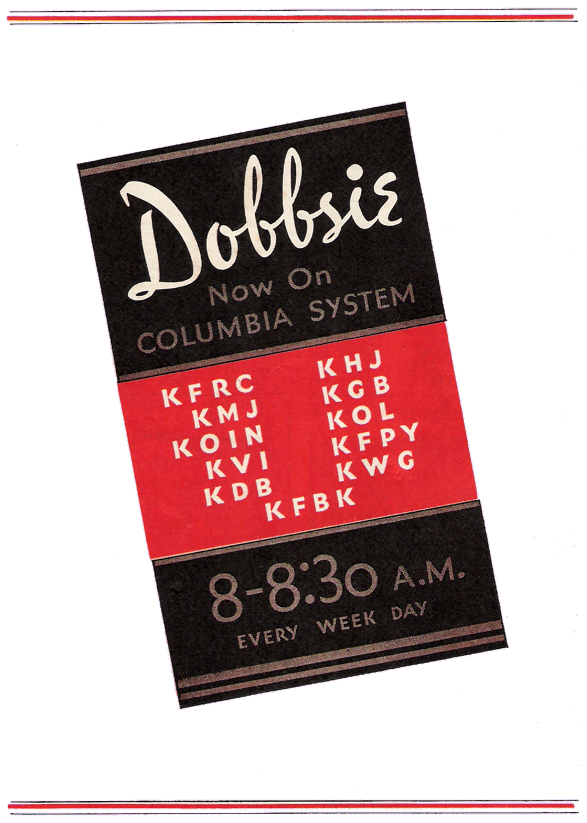 Dobbsie
Now On
COLUMBIA SYSTEM
KFRC
KMJ
KOIN
KVI
KDB
KHJ
KGB
KOL
KFPY
KWG
KFBK
8-8:30 A.M.
EVERY WEEK DAY